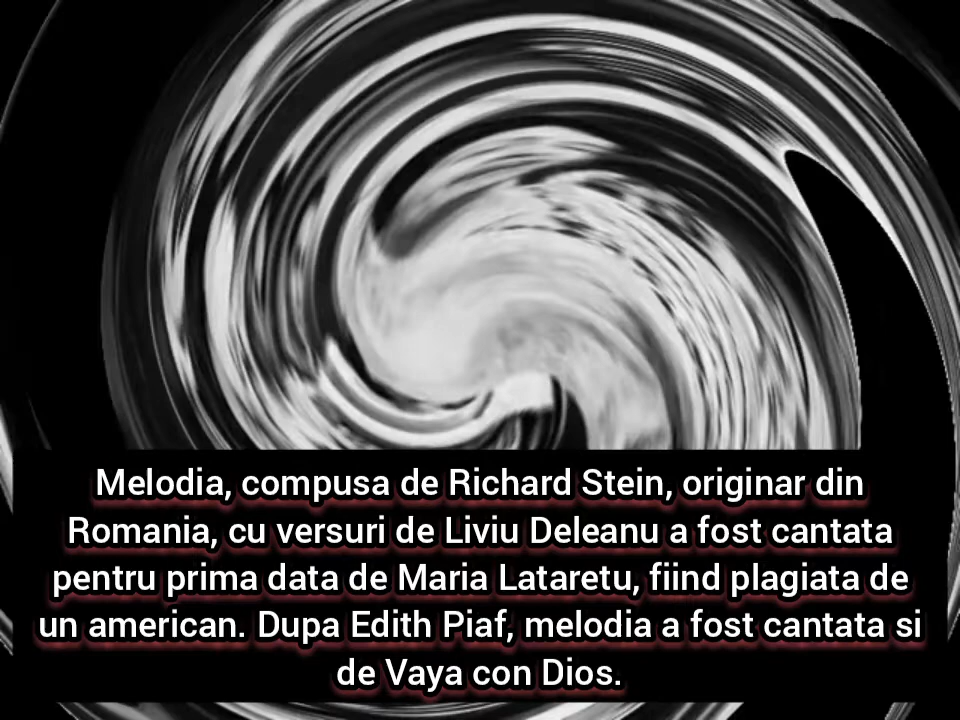 Melodia, compusa de Richard Stein, originar din
Romania, cu versuri de Liviu Deleanu a fost cantata
pentru prima data de Maria Lataretu, fiind plagiata de
un american. Dupa Edith Piaf, melodia a fost cantata si
de Vaya con Dios.